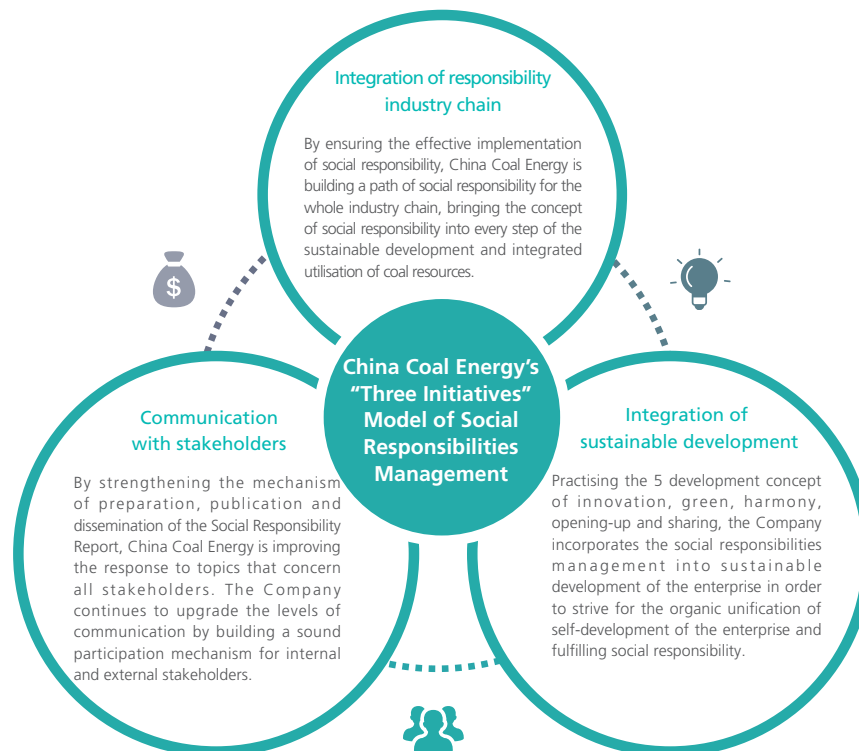 Integration of responsibility
industry chain
By ensuring the effective implementation
of social responsibility, China Coal Energy is
building a path of social responsibility for the
whole industry chain, bringing the concept
of social responsibility into every step of the
sustainable development and integrated
utilisation of coal resources.
$
China Coal Energy's
"Three Initiatives"
Model of Social
Responsibilities
Management
Communication
with stakeholders
By strengthening the mechanism
of preparation, publication and
dissemination of the Social Responsibility
Report, China Coal Energy is improving
the response to topics that concern
all stakeholders. The Company
continues to upgrade the levels of
communication by building a sound
participation mechanism for internal
and external stakeholders.
Integration of
sustainable development
Practising the 5 development concept
of innovation, green, harmony,
opening-up and sharing, the Company
incorporates the social responsibilities
management into sustainable
development of the enterprise in order
to strive for the organic unification of
self-development of the enterprise and
fulfilling social responsibility.